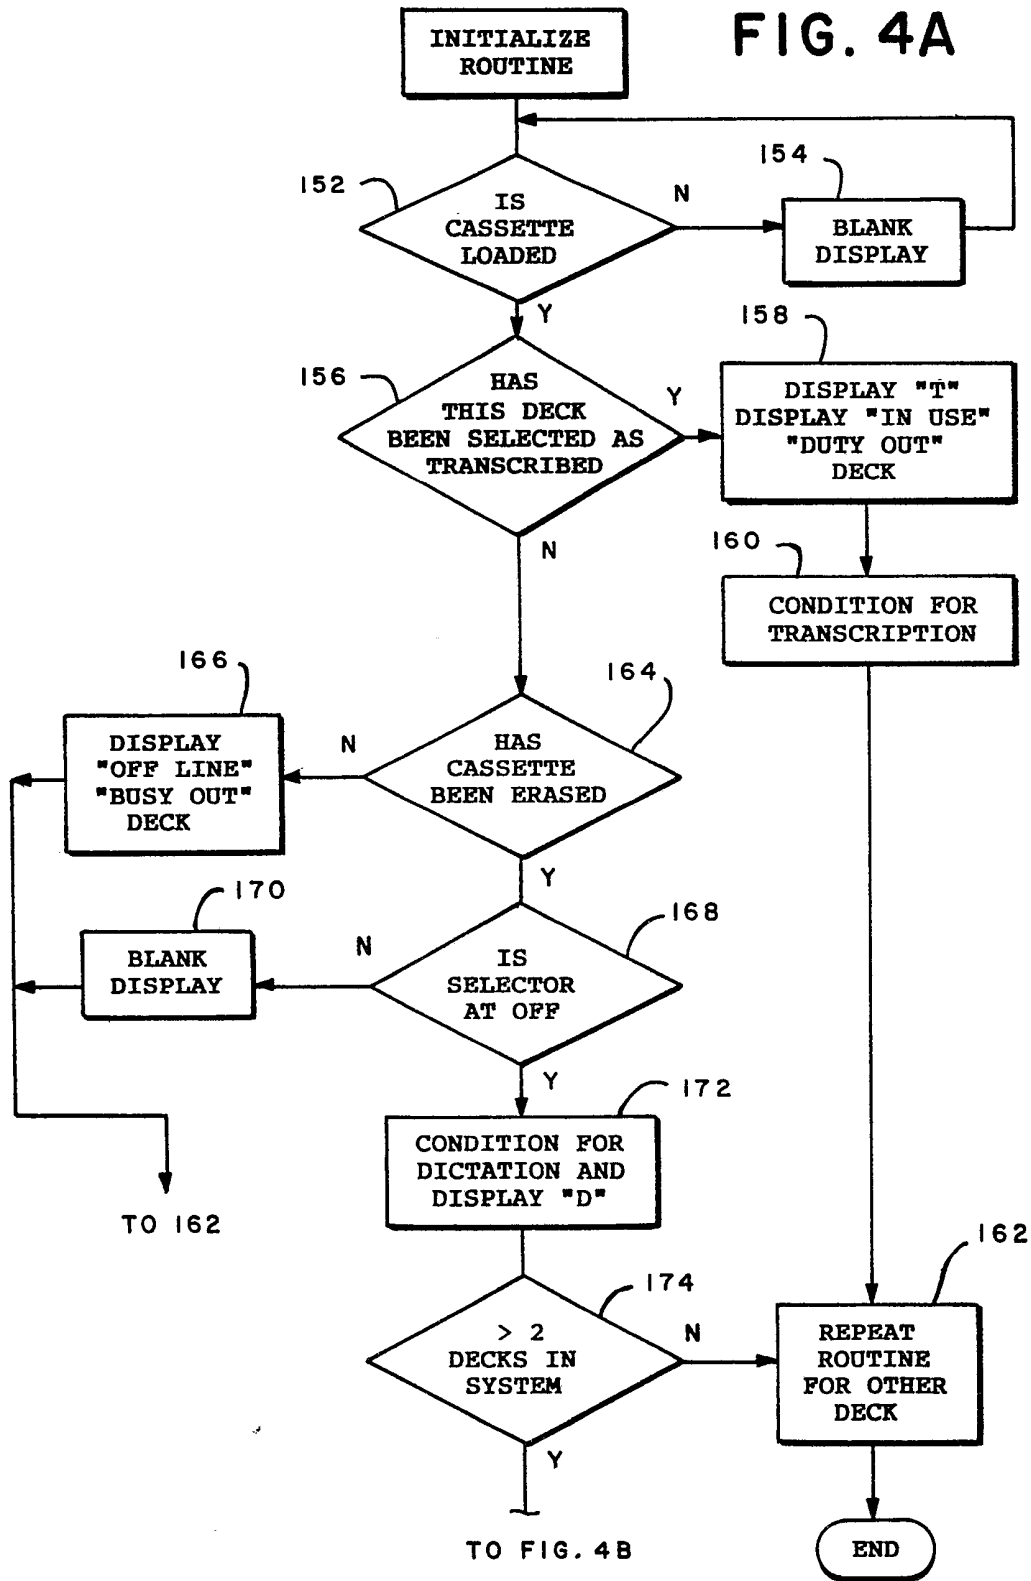 FIG. 4A
INITIALIZE
ROUTINE
152
IS
CASSETTE
LOADED
N
154
BLANK
DISPLAY
Y
156
HAS
THIS DECK
BEEN SELECTED AS
TRANSCRIBED
Y
158
DISPLAY "T"
DISPLAY "IN USE"
"DUTY OUT"
DECK
N
160
CONDITION FOR
TRANSCRIPTION
164
HAS
CASSETTE
BEEN ERASED
N
166
DISPLAY
"OFF LINE"
"BUSY OUT"
DECK
Y
168
IS
SELECTOR
AT OFF
N
170
BLANK
DISPLAY
TO 162
Y
172
CONDITION FOR
DICTATION AND
DISPLAY "D"
174
> 2
DECKS IN
SYSTEM
N
162
REPEAT
ROUTINE
FOR OTHER
DECK
Y
TO FIG. 4B
END